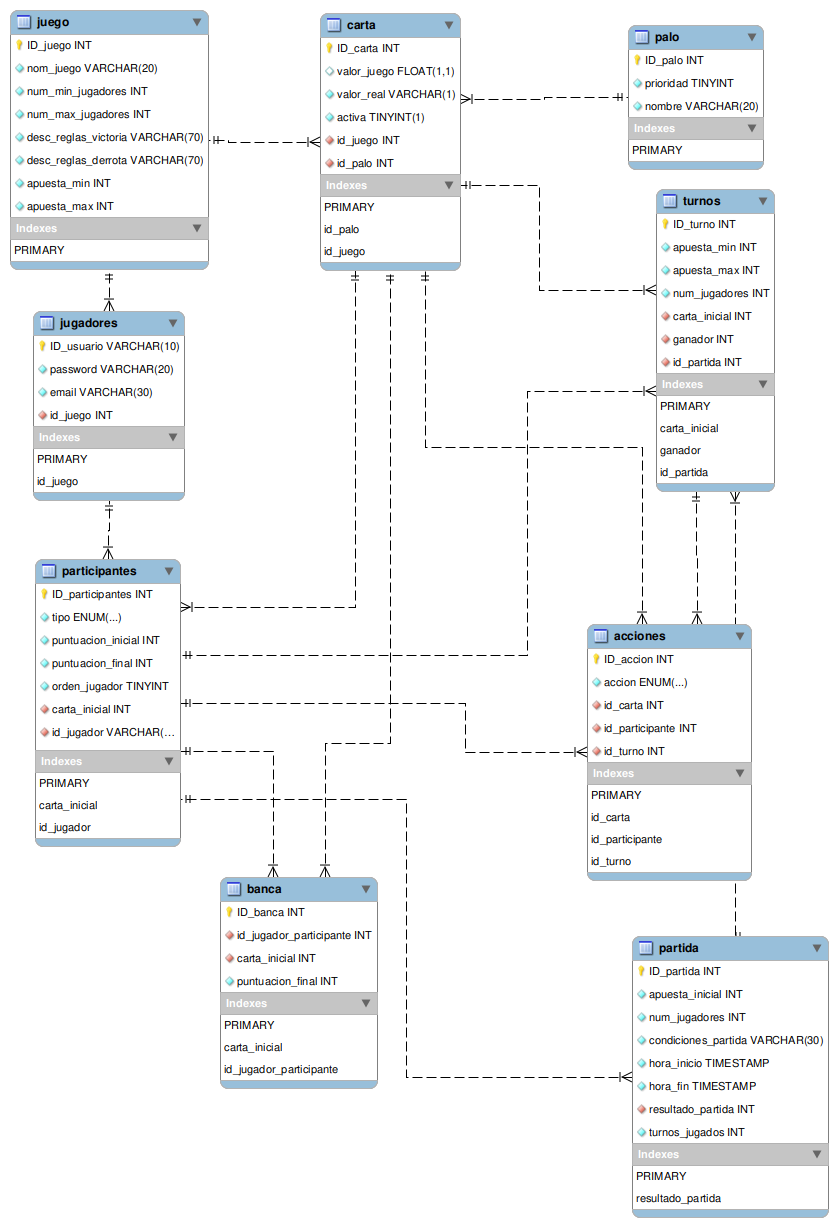 juego
ID_juego INT
nom_juego VARCHAR(20)
num_min_jugadores INT
num_max_jugadores INT
desc_reglas_victoria VARCHAR(70)
desc_reglas_derrota VARCHAR(70)
apuesta_min INT
apuesta_max INT
Indexes
PRIMARY
carta
ID_carta INT
valor_juego FLOAT(1,1)
valor_real VARCHAR(1)
activa TINYINT(1)
id_juego INT
id_palo INT
Indexes
PRIMARY
id_palo
id_juego
palo
ID_palo INT
prioridad TINYINT
nombre VARCHAR(20)
Indexes
PRIMARY
turnos
ID_turno INT
apuesta_min INT
apuesta_max INT
num_jugadores INT
carta_inicial INT
ganador INT
id_partida INT
Indexes
PRIMARY
carta_inicial
ganador
id_partida
jugadores
ID_usuario VARCHAR(10)
password VARCHAR(20)
email VARCHAR(30)
id_juego INT
Indexes
PRIMARY
id_juego
participantes
ID_participantes INT
tipo ENUM(...)
puntuacion_inicial INT
puntuacion_final INT
orden_jugador TINYINT
carta_inicial INT
id_jugador VARCHAR(...
Indexes
PRIMARY
carta_inicial
id_jugador
acciones
ID_accion INT
accion ENUM(...)
id_carta INT
id_participante INT
id_turno INT
Indexes
PRIMARY
id_carta
id_participante
id_turno
banca
ID_banca INT
id_jugador_participante INT
carta_inicial INT
puntuacion_final INT
Indexes
PRIMARY
carta_inicial
id_jugador_participante
partida
ID_partida INT
apuesta_inicial INT
num_jugadores INT
condiciones_partida VARCHAR(30)
hora_inicio TIMESTAMP
hora_fin TIMESTAMP
resultado_partida INT
turnos_jugados INT
Indexes
PRIMARY
resultado_partida